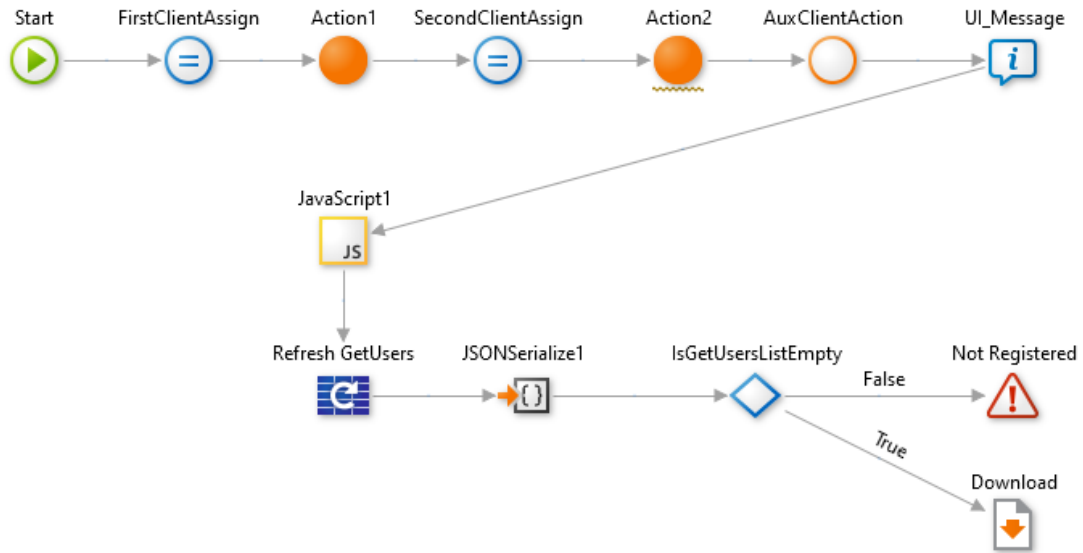 Start
FirstClientAssign
Action1
SecondClientAssign
Action2
AuxClientAction
UI_Message
i
JavaScript1
JS
Refresh GetUsers
JSONSerialize1
IsGetUsersListEmpty
Not Registered
{}
False
!
True
Download